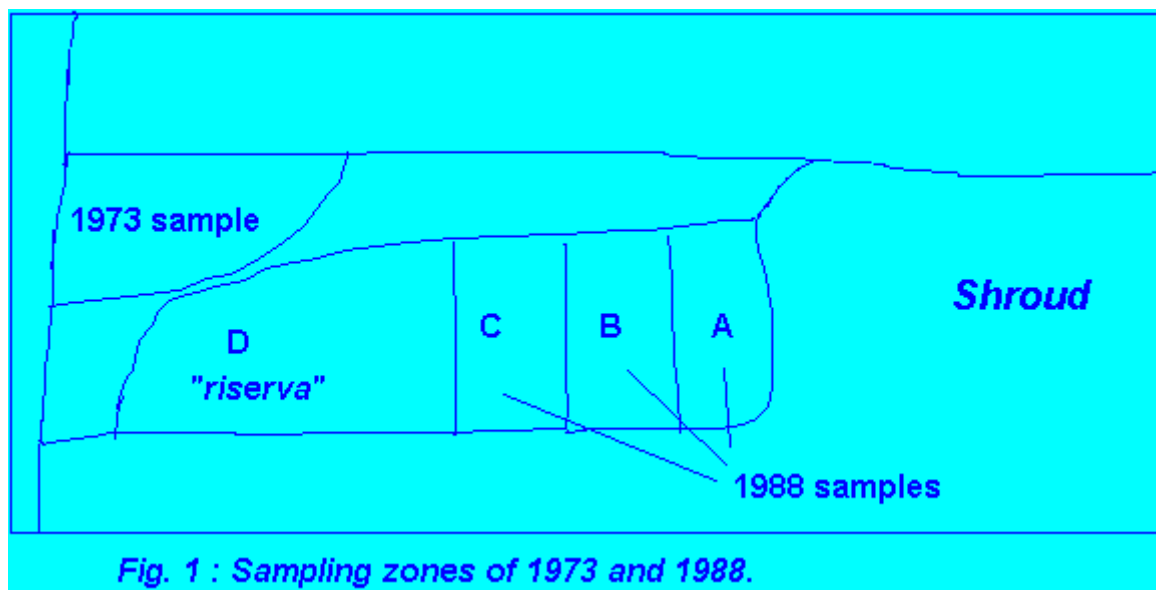 1973 sample
Shroud
C
B
A
D
"riserva"
1988 samples
Fig. 1 : Sampling zones of 1973 and 1988.